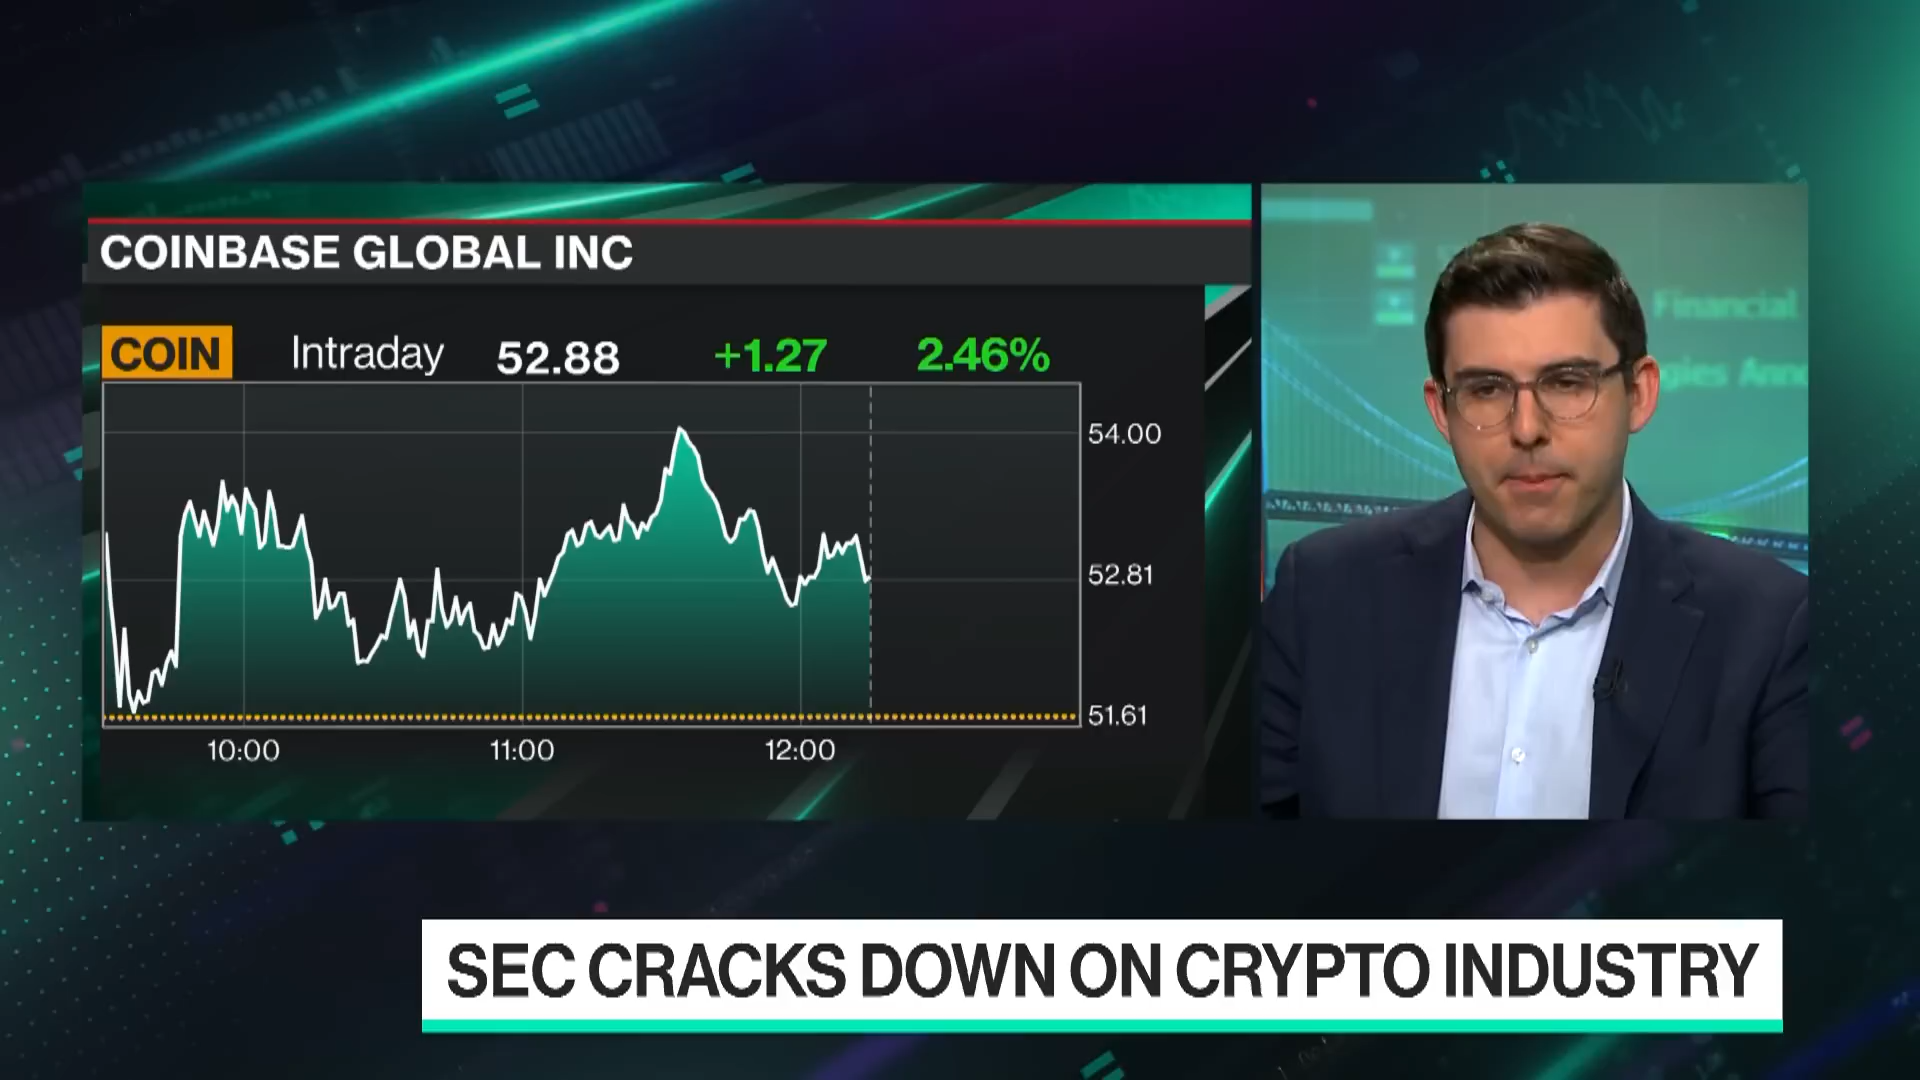 COINBASE GLOBAL INC
COIN Intraday 52.88 +1.27 2.46%
54.00
52.81
51.61
10:00 11:00 12:00
Financial
SEC CRACKS DOWN ON CRYPTO INDUSTRY